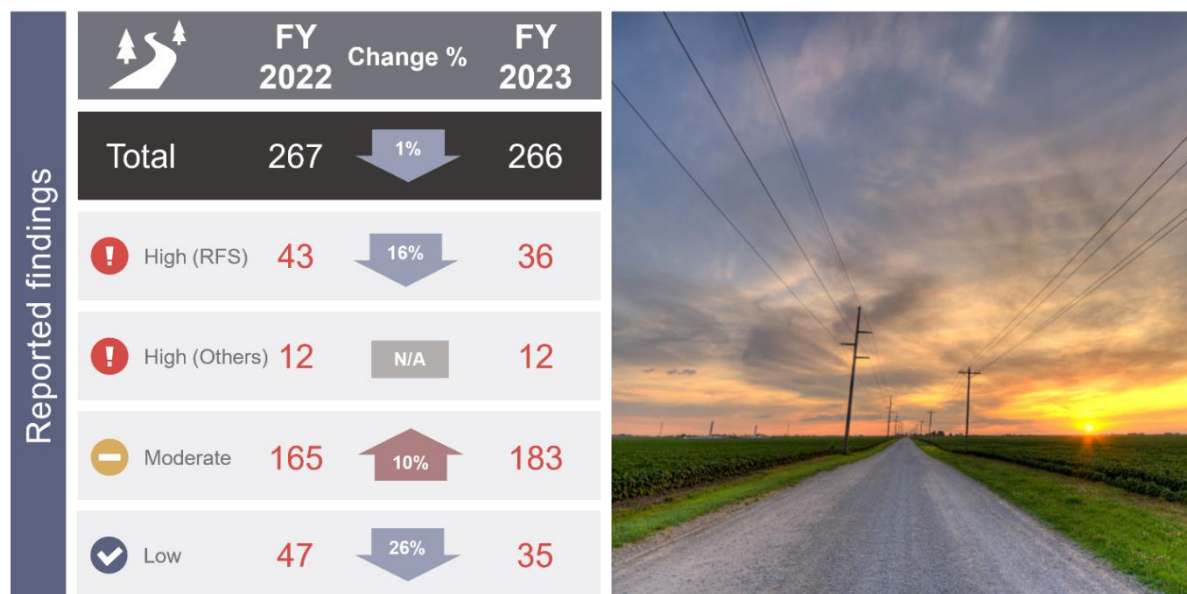 Reported findings
FY 2022 Change % FY 2023
Total 267 1% 266
! High (RFS) 43 16% 36
! High (Others) 12 N/A 12
Moderate 165 10% 183
Low 47 26% 35